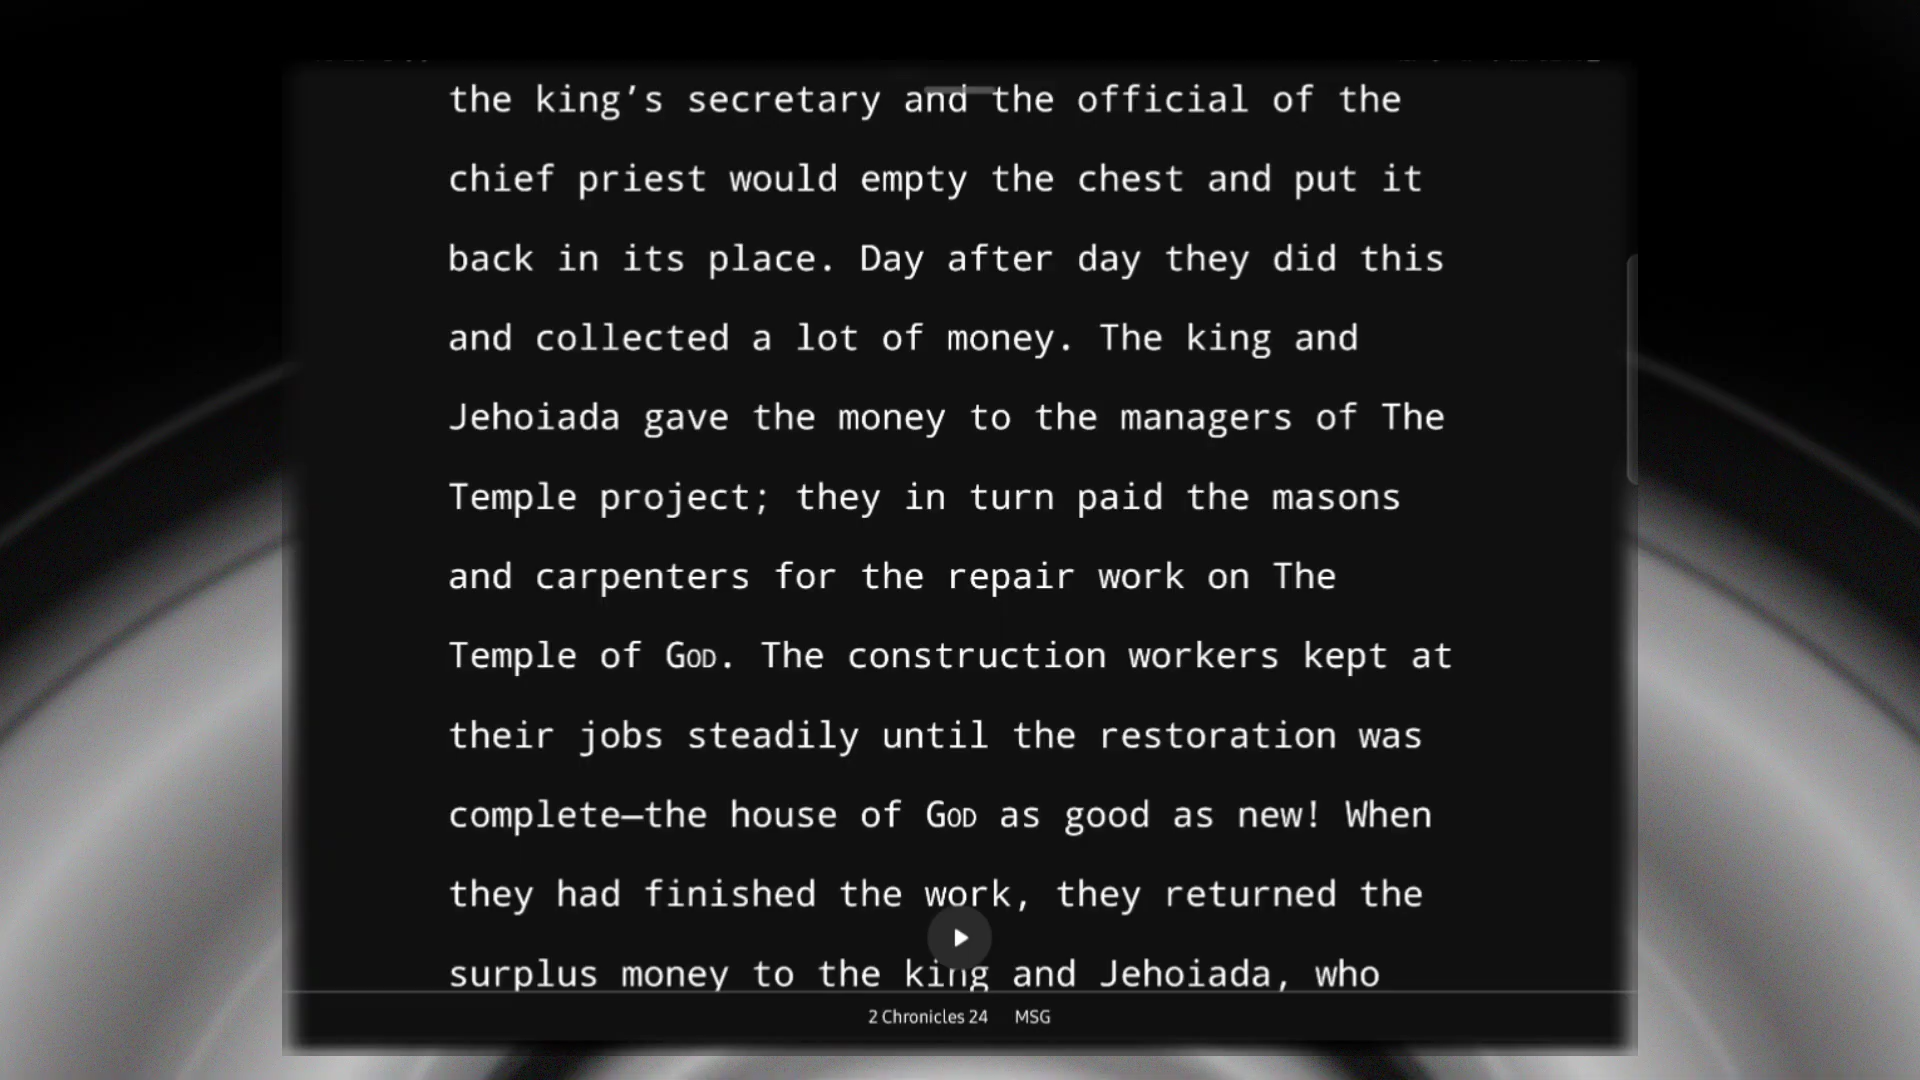 the king’s secretary and the official of the
chief priest would empty the chest and put it
back in its place. Day after day they did this
and collected a lot of money. The king and
Jehoiada gave the money to the managers of The
Temple project; they in turn paid the masons
and carpenters for the repair work on The
Temple of GOD. The construction workers kept at
their jobs steadily until the restoration was
complete—the house of GOD as good as new! When
they had finished the work, they returned the
surplus money to the king and Jehoiada, who
2 Chronicles 24 MSG